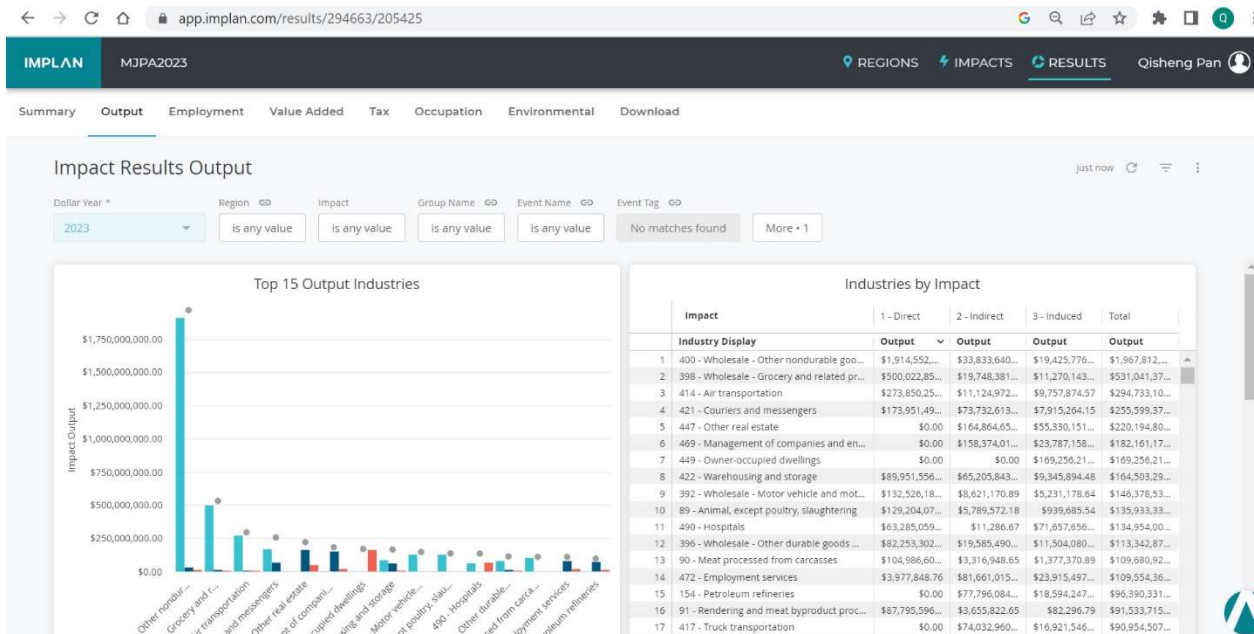 app.implan.com/results/294663/205425
G
Q
IMPLAN MJPA2023 REGIONS IMPACTS RESULTS Qisheng Pan
Summary Output Employment Value Added Tax Occupation Environmental Download
Impact Results Output
just now
Dollar Year * Region Impact Group Name Event Name Event Tag
2023 is any value is any value is any value is any value No matches found More • 1
Top 15 Output Industries
Impact Output
$1,750,000,000.00
$1,500,000,000.00
$1,250,000,000.00
$1,000,000,000.00
$750,000,000.00
$500,000,000.00
$250,000,000.00
$0.00
Other nondur...
Grocery and r...
ir transportation
and messengers
Other real estate
nt of compani...
cupied dwellings
ing and storage
Motor vehicle...
pt poultry, slau...
490 - Hospitals
Other durable...
sed from carca...
loyment services
oleum refineries
Industries by Impact
Impact 1 - Direct 2 - Indirect 3 - Induced Total
Industry Display Output Output Output Output
1 400 - Wholesale - Other nondurable goo... $1,914,552,... $33,833,640... $19,425,776... $1,967,812,...
2 398 - Wholesale - Grocery and related pr... $500,022,85... $19,748,381... $11,270,143... $531,041,37...
3 414 - Air transportation $273,850,25... $11,124,972... $9,757,874.57 $294,733,10...
4 421 - Couriers and messengers $173,951,49... $73,732,613... $7,915,264.15 $255,599,37...
5 447 - Other real estate $0.00 $164,864,65... $55,330,151... $220,194,80...
6 469 - Management of companies and en... $0.00 $158,374,01... $23,787,158... $182,161,17...
7 449 - Owner-occupied dwellings $0.00 $0.00 $169,256,21... $169,256,21...
8 422 - Warehousing and storage $89,951,556... $65,205,843... $9,345,894.48 $164,503,29...
9 392 - Wholesale - Motor vehicle and mot... $132,526,18... $8,621,170.89 $5,231,178.64 $146,378,53...
10 89 - Animal, except poultry, slaughtering $129,204,07... $5,789,572.18 $939,685.54 $135,933,33...
11 490 - Hospitals $63,285,059... $11,286.67 $71,657,656... $134,954,00...
12 396 - Wholesale - Other durable goods ... $82,253,302... $19,585,490... $11,504,080... $113,342,87...
13 90 - Meat processed from carcasses $104,986,60... $3,316,948.65 $1,377,370.89 $109,680,92...
14 472 - Employment services $3,977,848.76 $81,661,015... $23,915,497... $109,554,36...
15 154 - Petroleum refineries $0.00 $77,796,084... $18,594,247... $96,390,331...
16 91 - Rendering and meat byproduct proc... $87,795,596... $3,655,822.65 $82,296.79 $91,533,715...
17 417 - Truck transportation $0.00 $74,032,960... $16,921,546... $90,954,507...